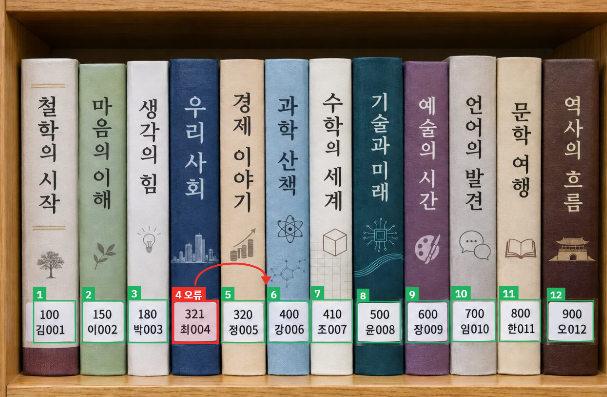 철학의 시작
마음의 이해
생각의 힘
우리 사회
경제 이야기
과학 산책
수학의 세계
기술과 미래
예술의 시간
언어의 발견
문학 여행
역사의 흐름
1
100
김001
2
150
이002
3
180
박003
4 오류
321
최004
5
320
정005
6
400
강006
7
410
조007
8
500
윤008
9
600
장009
10
700
임010
11
800
한011
12
900
오012